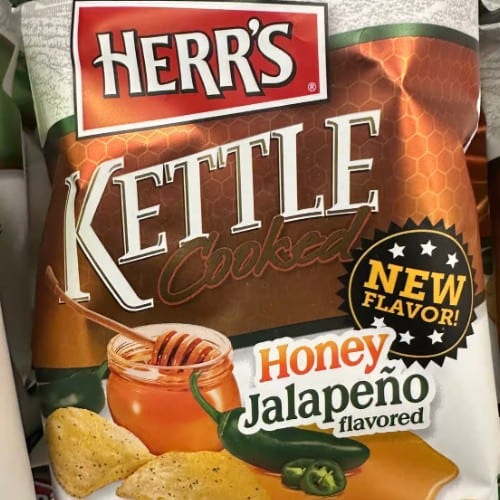 HERR'S®
KETTLE
Cooked
NEW
FLAVOR!
Honey
Jalapeño
flavored